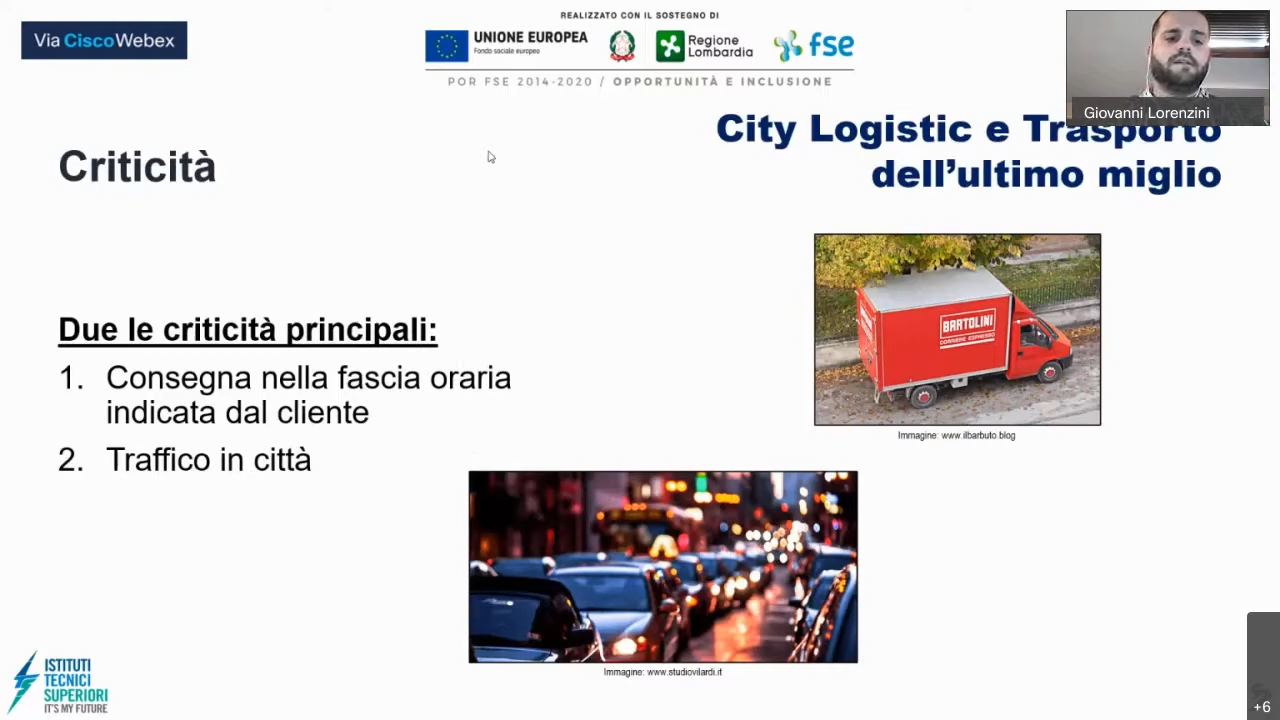 REALIZZATO CON IL SOSTEGNO DI
Via CiscoWebex
UNIONE EUROPEA
Fondo sociale europeo
Regione
Lombardia
fse
POR FSE 2014-2020 / OPPORTUNITÀ E INCLUSIONE
Giovanni Lorenzini
City Logistic e Trasporto
dell'ultimo miglio
Criticità
Due le criticità principali:
1. Consegna nella fascia oraria
indicata dal cliente
2. Traffico in città
BARTOLINI
CORRIERE ESPRESSO
Immagine: www.ilbarbuto.blog
Immagine: www.studiovilardi.it
ISTITUTI
TECNICI
SUPERIORI
IT'S MY FUTURE
+6